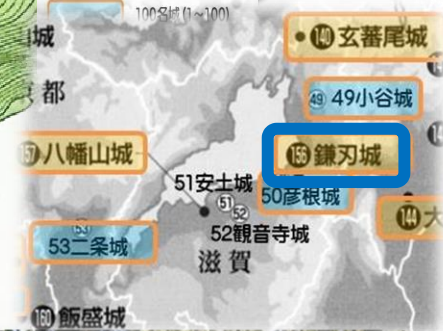 100名城(1~100)
山城
140 玄蕃尾城
都
49 49小谷城
157 八幡山城
156 鎌刃城
51安土城
50彦根城
51
52
144 大
53
53二条城
52観音寺城
滋賀
160 飯盛城